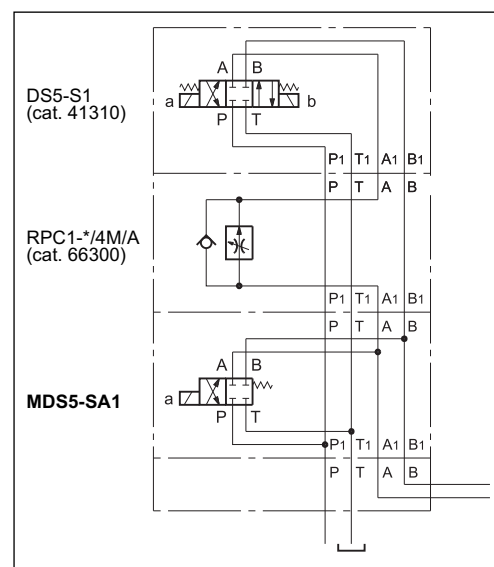 A B
DS5-S1
(cat. 41310)
a b
P T
P1 T1 A1 B1
P T A B
RPC1-*/4M/A
(cat. 66300)
P1 T1 A1 B1
P T A B
A B
MDS5-SA1
a
P T
P1 T1 A1 B1
P T A B